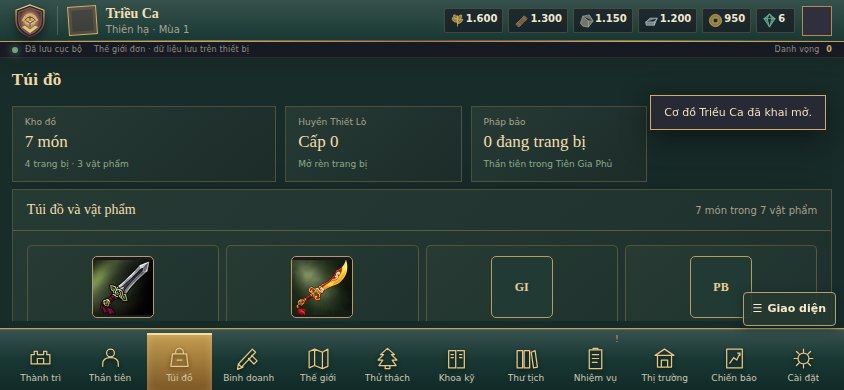 Triều Ca
Thiên hạ · Mùa 1
1.600
1.300
1.150
1.200
950
6
Đã lưu cục bộ
Thế giới đơn · dữ liệu lưu trên thiết bị
Danh vọng 0
Túi đồ
Cơ đồ Triều Ca đã khai mở.
Kho đồ
7 món
4 trang bị · 3 vật phẩm
Huyền Thiết Lò
Cấp 0
Mở rèn trang bị
Pháp bảo
0 đang trang bị
Thần tiên trong Tiên Gia Phủ
Túi đồ và vật phẩm
7 món trong 7 vật phẩm
GI
PB
☰ Giao diện
!
Thành trì
Thần tiên
Túi đồ
Binh doanh
Thế giới
Thử thách
Khoa kỹ
Thư tịch
Nhiệm vụ
Thị trường
Chiến báo
Cài đặt